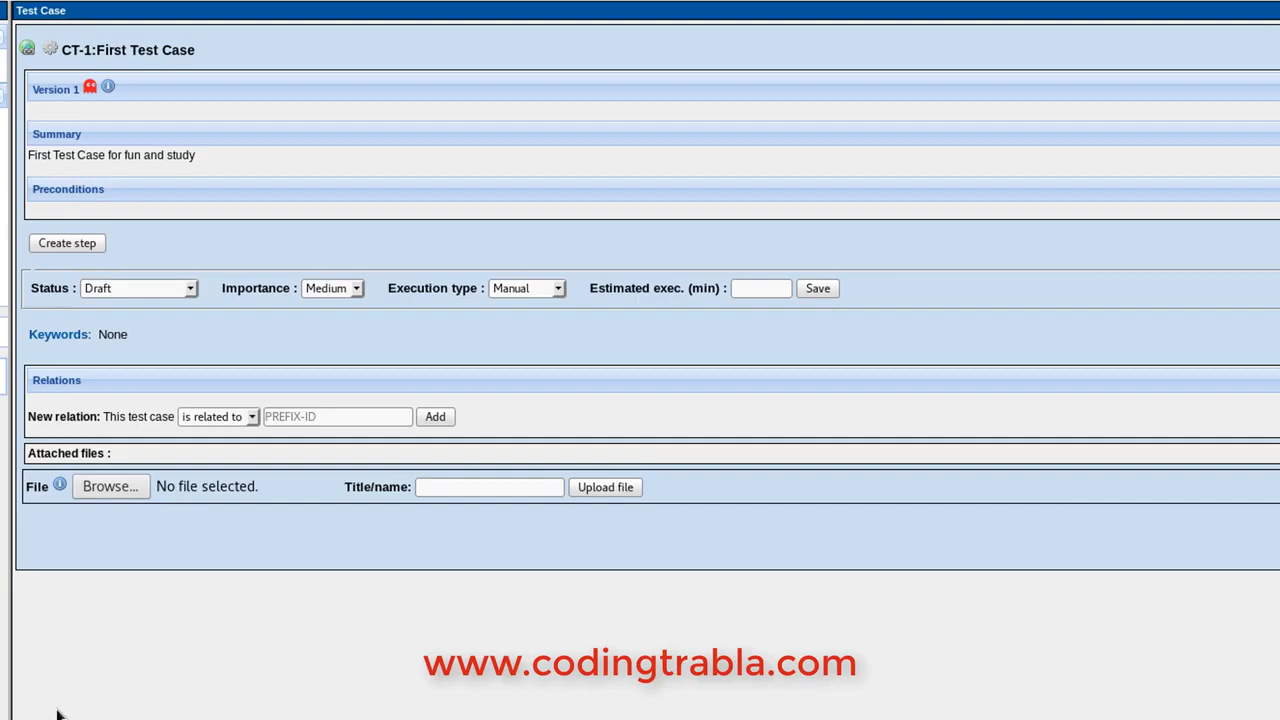 Test Case
CT-1:First Test Case
Version 1
Summary
First Test Case for fun and study
Preconditions
Create step
Status : Draft Importance : Medium Execution type : Manual Estimated exec. (min) : Save
Keywords: None
Relations
New relation: This test case is related to PREFIX-ID Add
Attached files :
File Browse... No file selected. Title/name: Upload file
www.codingtrabla.com